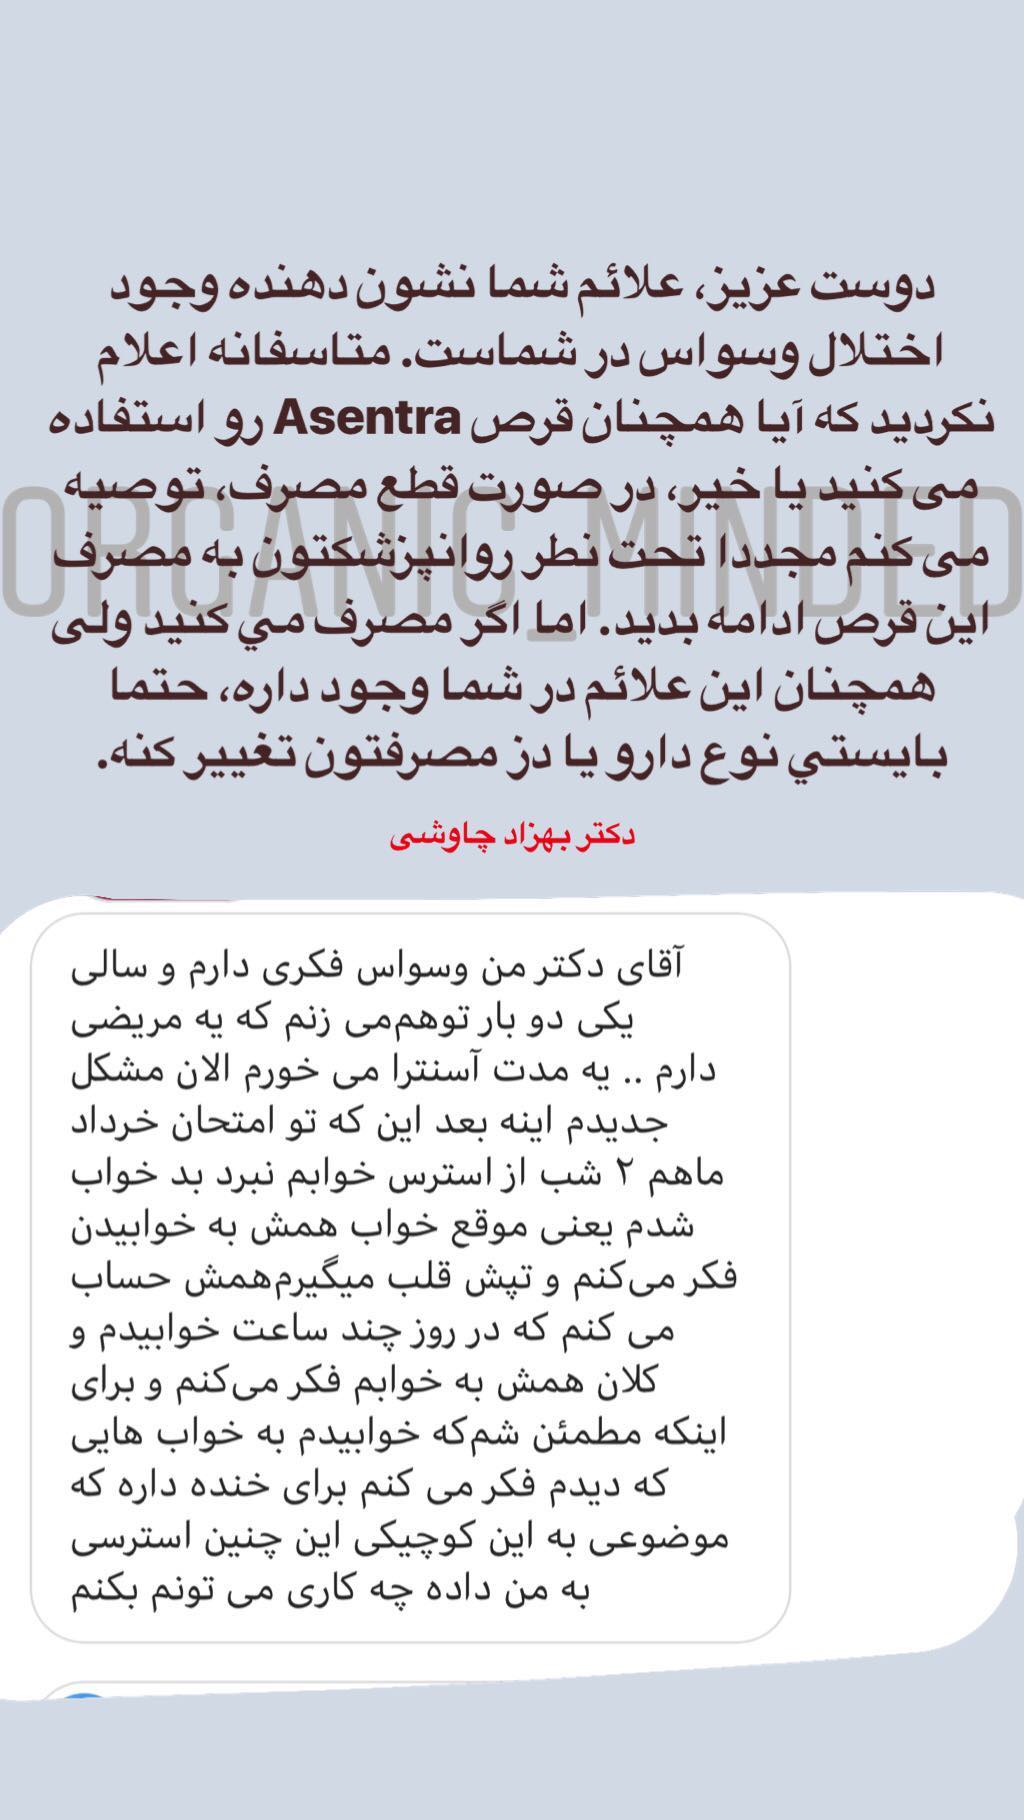 دوست عزیز، علائم شما نشون دهنده وجود
اختلال وسواس در شماست. متاسفانه اعلام
نکردید که آیا همچنان قرص Asentra رو استفاده
می کنید یا خیر، در صورت قطع مصرف، توصیه
می کنم مجددا تحت نطر روانپزشکتون به مصرف
این قرص ادامه بدید. اما اگر مصرف مي کنید ولی
همچنان این علائم در شما وجود داره، حتما
بایستي نوع دارو یا دز مصرفتون تغییر کنه.
ORGANIC_MINDED
دکتر بهزاد چاوشی
آقای دکتر من وسواس فکری دارم و سالی
یکی دو بار توهم‌می زنم که یه مریضی
دارم .. یه مدت آسنترا می خورم الان مشکل
جدیدم اینه بعد این که تو امتحان خرداد
ماهم ۲ شب از استرس خوابم نبرد بد خواب
شدم یعنی موقع خواب همش به خوابیدن
فکر می‌کنم و تپش قلب میگیرم‌همش حساب
می کنم که در روز چند ساعت خوابیدم و
کلان همش به خوابم فکر می‌کنم و برای
اینکه مطمئن شم‌که خوابیدم به خواب هایی
که دیدم فکر می کنم برای خنده داره که
موضوعی به این کوچیکی این چنین استرسی
به من داده چه کاری می تونم بکنم